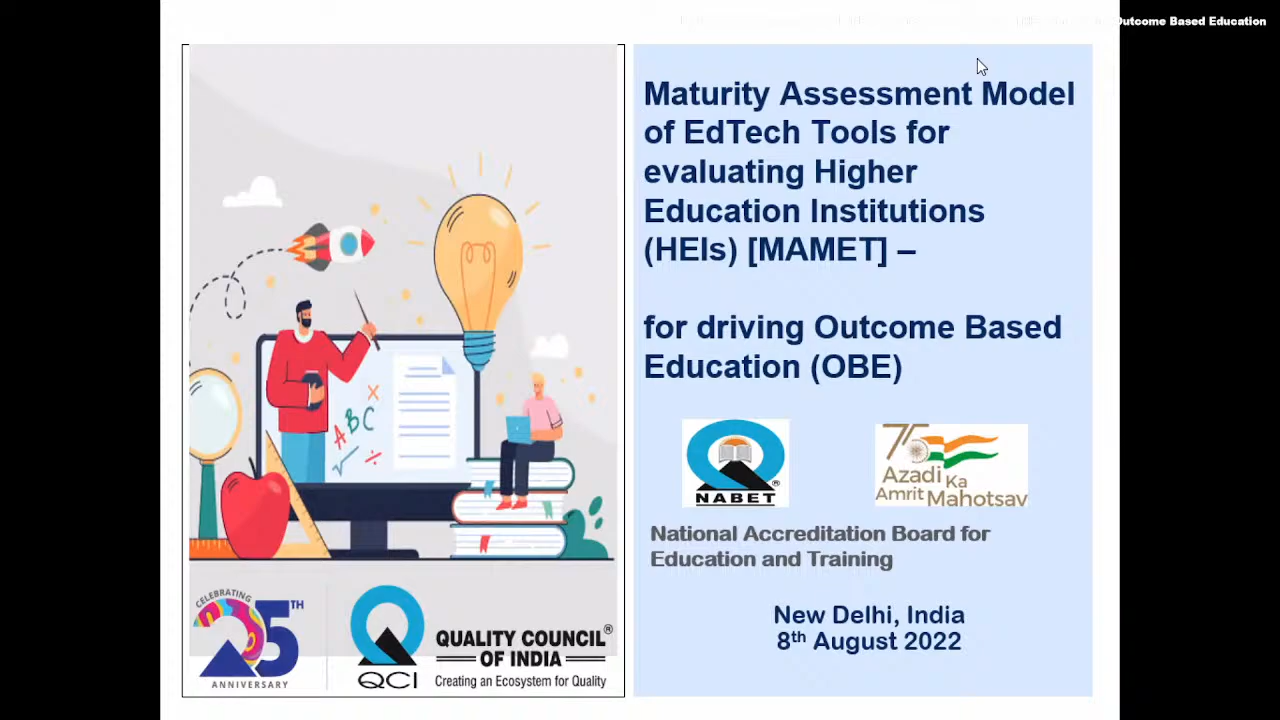 Outcome Based Education
Maturity Assessment Model
of EdTech Tools for
evaluating Higher
Education Institutions
(HEIs) [MAMET] –
for driving Outcome Based
Education (OBE)
A B C
NABET
®
75
Azadi Ka
Amrit Mahotsav
National Accreditation Board for
Education and Training
New Delhi, India
8th August 2022
CELEBRATING
25TH
ANNIVERSARY
QCI
QUALITY COUNCIL®
OF INDIA
Creating an Ecosystem for Quality